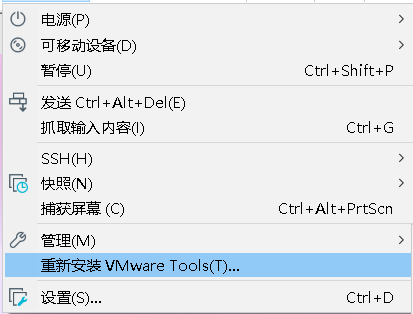 电源(P)
可移动设备(D)
暂停(U) Ctrl+Shift+P
发送 Ctrl+Alt+Del(E)
抓取输入内容(I) Ctrl+G
SSH(H)
快照(N)
捕获屏幕 (C) Ctrl+Alt+PrtScn
管理(M)
重新安装 VMware Tools(T)...
设置(S)... Ctrl+D